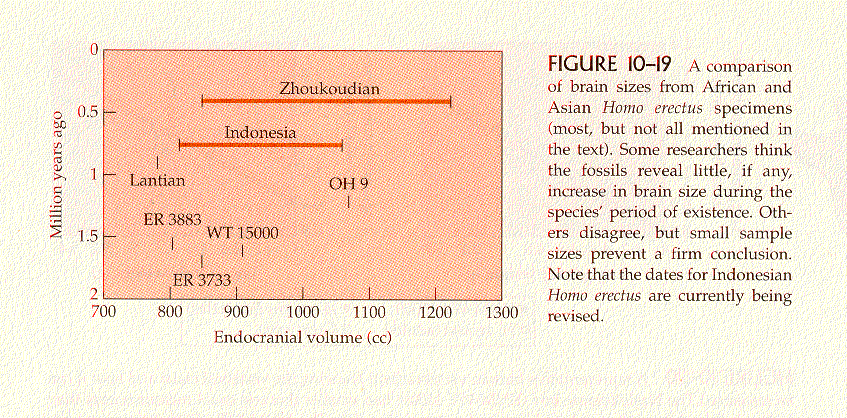 0
Zhoukoudian
0.5
Indonesia
1
Lantian
OH 9
ER 3883
WT 15000
1.5
ER 3733
2
700 800 900 1000 1100 1200 1300
Endocranial volume (cc)
Million years ago
FIGURE 10–19 A comparison
of brain sizes from African and
Asian Homo erectus specimens
(most, but not all mentioned in
the text). Some researchers think
the fossils reveal little, if any,
increase in brain size during the
species' period of existence. Oth-
ers disagree, but small sample
sizes prevent a firm conclusion.
Note that the dates for Indonesian
Homo erectus are currently being
revised.